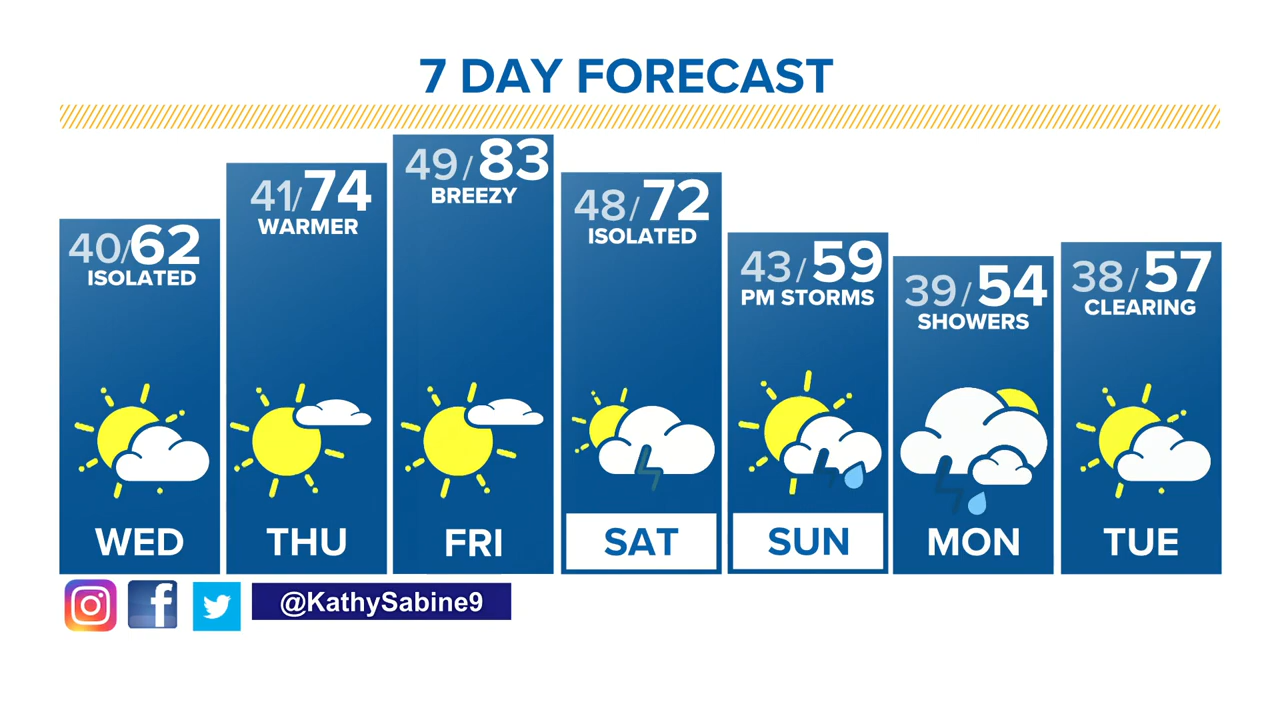 7 DAY FORECAST
40/62
ISOLATED
WED
41/74
WARMER
THU
49/83
BREEZY
FRI
48/72
ISOLATED
SAT
43/59
PM STORMS
SUN
39/54
SHOWERS
MON
38/57
CLEARING
TUE
@KathySabine9